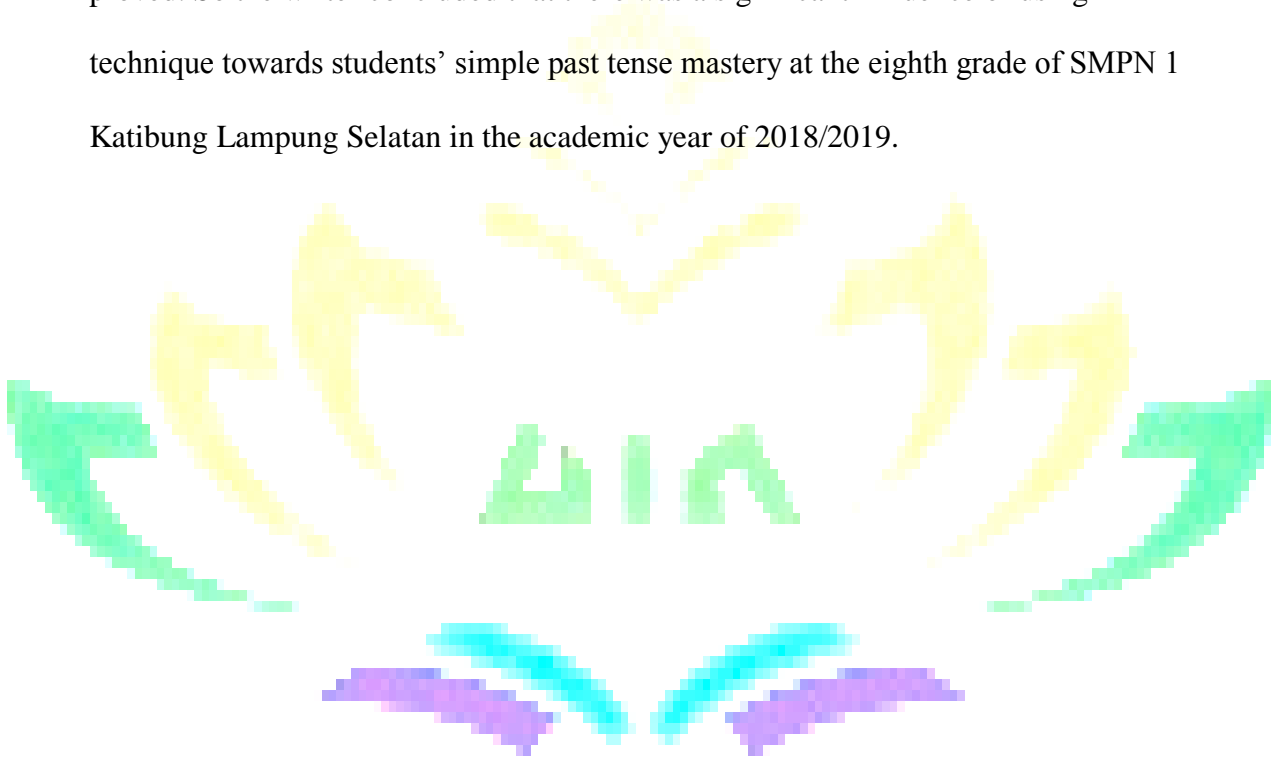 technique towards students’ simple past tense mastery at the eighth grade of SMPN 1
Katibung Lampung Selatan in the academic year of 2018/2019.